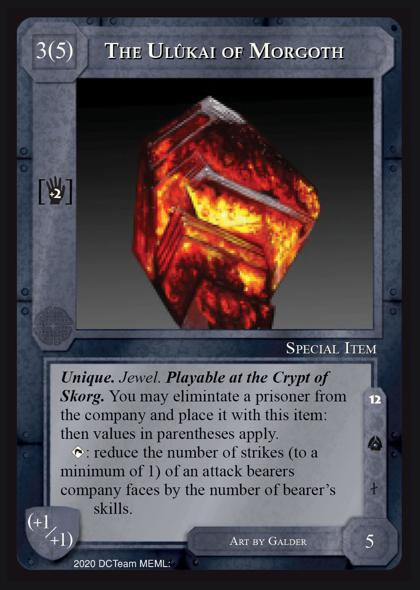 3(5)
The Ulûkai of Morgoth
[+2]
Special Item
Unique. Jewel. Playable at the Crypt of
Skorg. You may elimintate a prisoner from
the company and place it with this item:
then values in parentheses apply.
: reduce the number of strikes (to a
minimum of 1) of an attack bearers
company faces by the number of bearer's
skills.
12
(+1/+1)
Art by Galder
5
2020 DCTeam MEML: